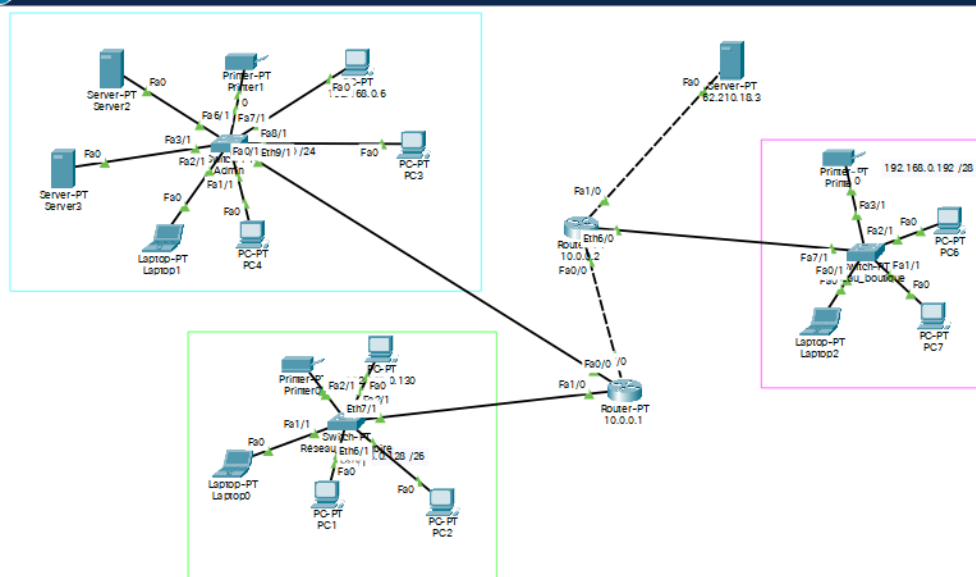 Fa0
Server-PT
Server2
Printer-PT
Printer1
Fa0
Server-PT
62.210.18.3
Fa0
Fa6/1
Fa7/1
Fa8/1
Fa3/1
Fa2/1
Fa0/1
Eth9/1
/24
Admin
Fa1/1
Fa0
Server-PT
Server3
Fa0
PC-PT
PC3
Fa0
Laptop-PT
Laptop1
Fa0
PC-PT
PC4
192.168.0.192 /28
Fa3/1
Fa2/1
Fa0
PC-PT
PC6
Fa7/1
Fa0/1
Fa1/1
Fa0
Laptop-PT
Laptop2
PC-PT
PC7
Fa1/0
Eth6/0
10.0.0.2
Fa0/0
Fa0/0
/0
Fa1/0
Router-PT
10.0.0.1
Fa2/1
Fa0
Eth7/1
Fa1/1
Switch-PT
Eth6/1
/26
Fa0
Laptop-PT
Laptop0
Fa0
PC-PT
PC1
Fa0
PC-PT
PC2